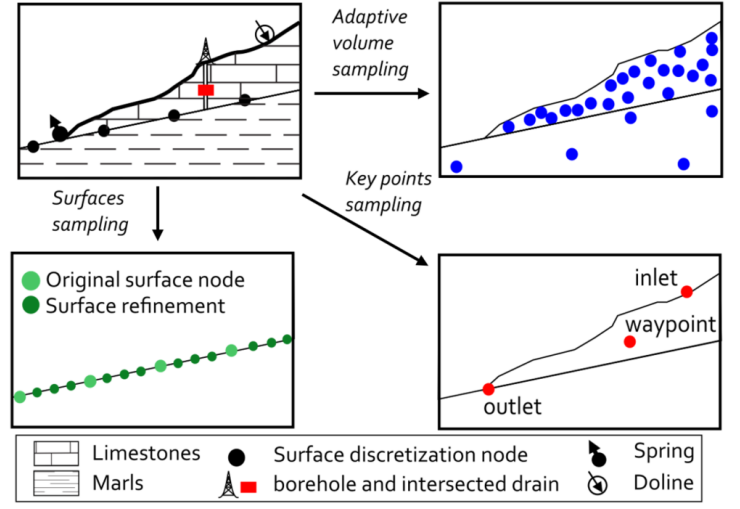 Adaptive
volume
sampling
Surfaces
sampling
Key points
sampling
Original surface node
Surface refinement
inlet
waypoint
outlet
Limestones
Surface discretization node
Spring
Marls
borehole and intersected drain
Doline